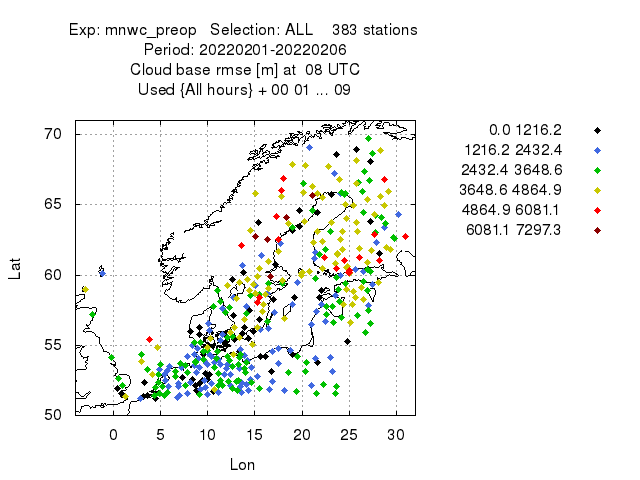 Exp: mnwc_preop   Selection: ALL    383 stations
Period: 20220201-20220206
Cloud base rmse [m] at  08 UTC
Used {All hours} + 00 01 ... 09
0.0 1216.2
1216.2 2432.4
2432.4 3648.6
3648.6 4864.9
4864.9 6081.1
6081.1 7297.3
70
65
60
55
50
Lat
0 5 10 15 20 25 30
Lon